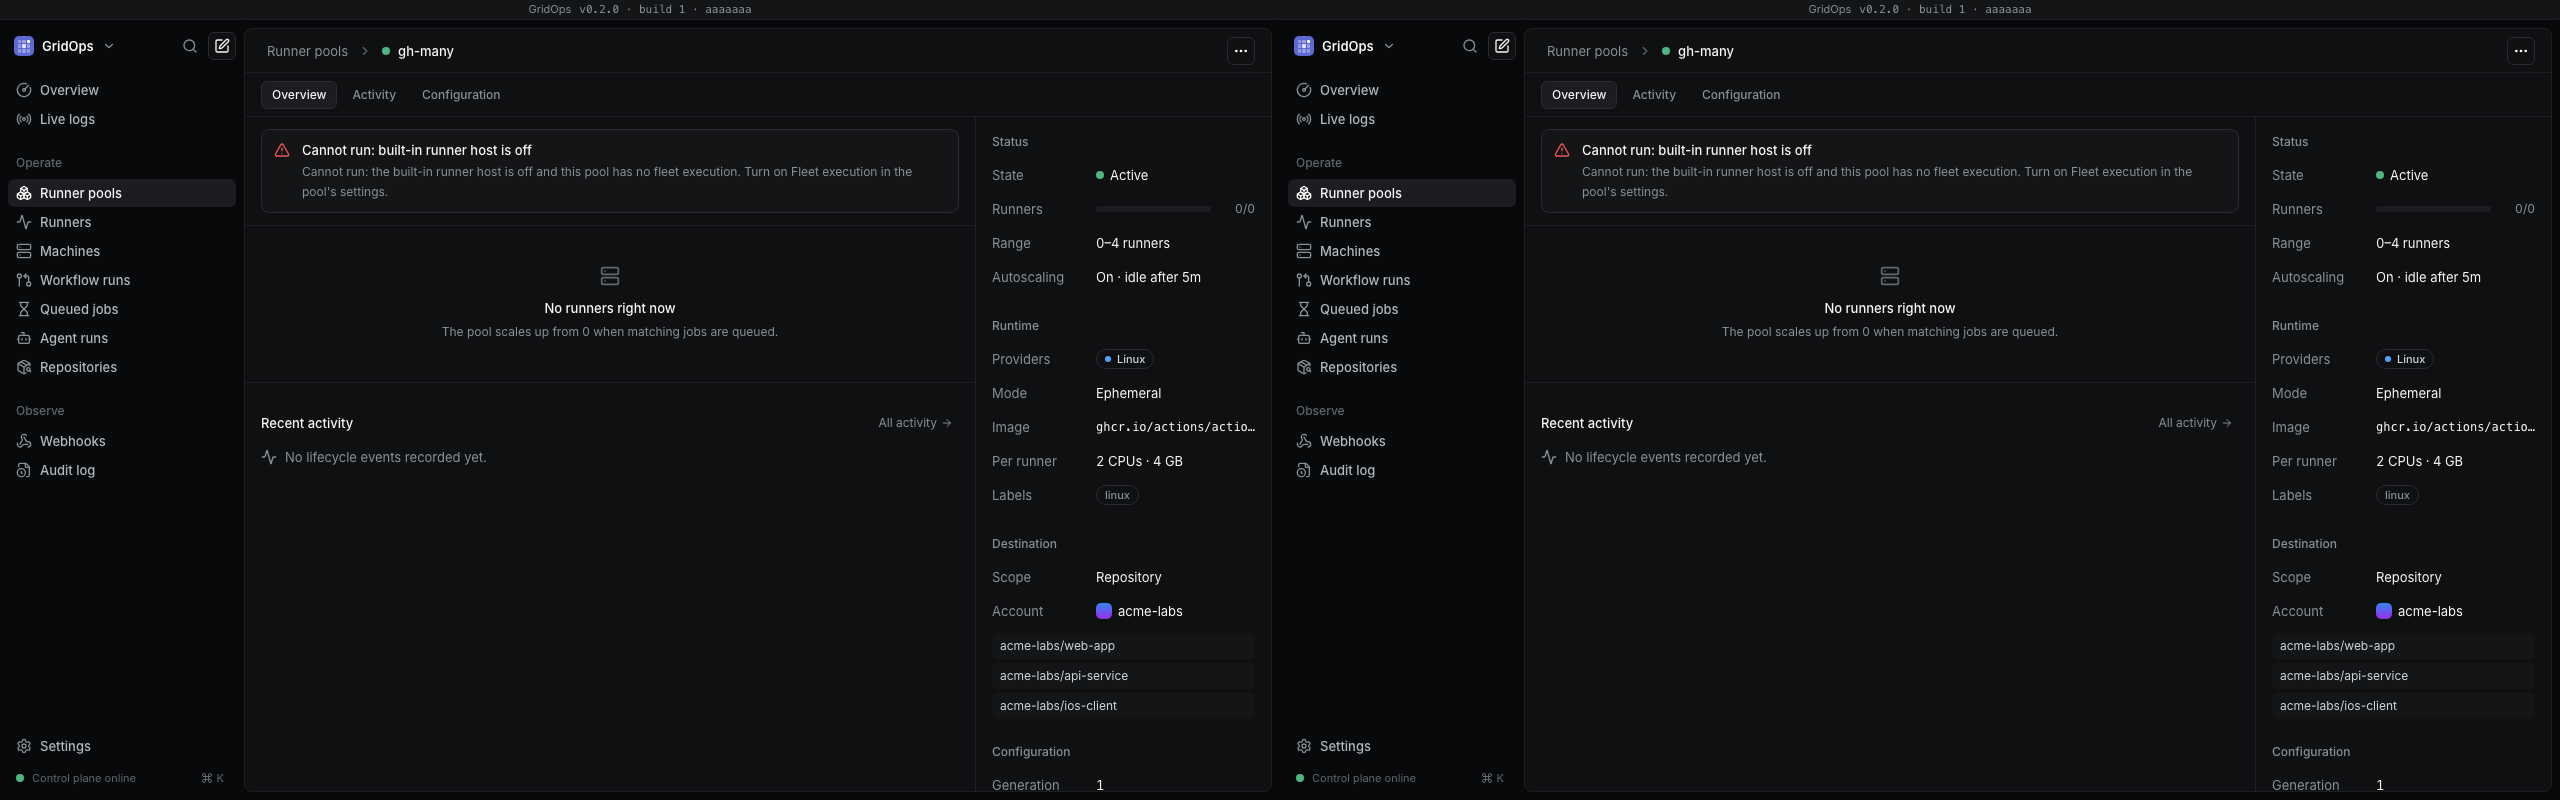 GridOps v0.2.0 · build 1 · aaaaaaa
GridOps
Overview
Live logs
Operate
Runner pools
Runners
Machines
Workflow runs
Queued jobs
Agent runs
Repositories
Observe
Webhooks
Audit log
Settings
Control plane online ⌘ K
Runner pools > gh-many
Overview Activity Configuration
Cannot run: built-in runner host is off
Cannot run: the built-in runner host is off and this pool has no fleet execution. Turn on Fleet execution in the
pool's settings.
No runners right now
The pool scales up from 0 when matching jobs are queued.
Recent activity All activity →
No lifecycle events recorded yet.
Status
State Active
Runners 0/0
Range 0–4 runners
Autoscaling On · idle after 5m
Runtime
Providers Linux
Mode Ephemeral
Image ghcr.io/actions/actio…
Per runner 2 CPUs · 4 GB
Labels linux
Destination
Scope Repository
Account acme-labs
acme-labs/web-app
acme-labs/api-service
acme-labs/ios-client
Configuration
Generation 1
GridOps v0.2.0 · build 1 · aaaaaaa
GridOps
Overview
Live logs
Operate
Runner pools
Runners
Machines
Workflow runs
Queued jobs
Agent runs
Repositories
Observe
Webhooks
Audit log
Settings
Control plane online ⌘ K
Runner pools > gh-many
Overview Activity Configuration
Cannot run: built-in runner host is off
Cannot run: the built-in runner host is off and this pool has no fleet execution. Turn on Fleet execution in the
pool's settings.
No runners right now
The pool scales up from 0 when matching jobs are queued.
Recent activity All activity →
No lifecycle events recorded yet.
Status
State Active
Runners 0/0
Range 0–4 runners
Autoscaling On · idle after 5m
Runtime
Providers Linux
Mode Ephemeral
Image ghcr.io/actions/actio…
Per runner 2 CPUs · 4 GB
Labels linux
Destination
Scope Repository
Account acme-labs
acme-labs/web-app
acme-labs/api-service
acme-labs/ios-client
Configuration
Generation 1